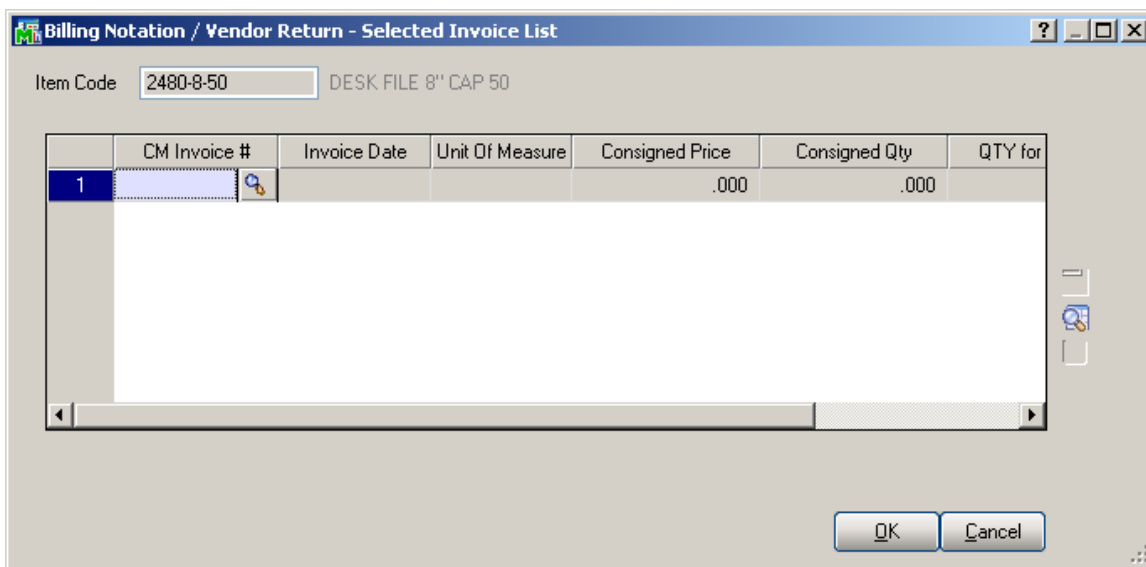 Billing Notation / Vendor Return - Selected Invoice List
Item Code 2480-8-50 DESK FILE 8" CAP 50
CM Invoice # Invoice Date Unit Of Measure Consigned Price Consigned Qty QTY for
1 .000 .000
OK Cancel